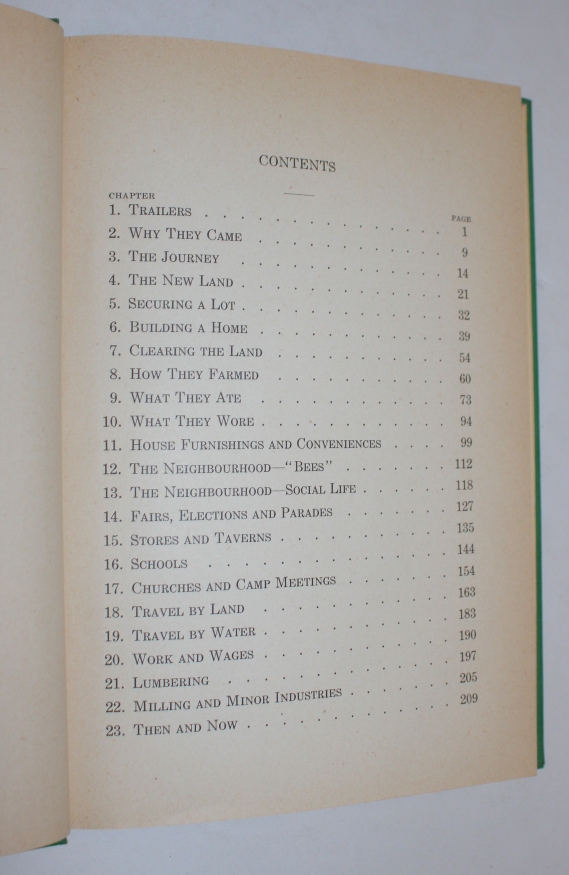 CONTENTS
CHAPTER PAGE
1. TRAILERS . . . . . . . . . . . 1
2. WHY THEY CAME . . . . . . . . . 9
3. THE JOURNEY . . . . . . . . . 14
4. THE NEW LAND . . . . . . . . . 21
5. SECURING A LOT . . . . . . . . . 32
6. BUILDING A HOME . . . . . . . . . 39
7. CLEARING THE LAND . . . . . . . . 54
8. HOW THEY FARMED . . . . . . . . 60
9. WHAT THEY ATE . . . . . . . . . 73
10. WHAT THEY WORE . . . . . . . . . 94
11. HOUSE FURNISHINGS AND CONVENIENCES . . . . 99
12. THE NEIGHBOURHOOD—"BEES" . . . . . . 112
13. THE NEIGHBOURHOOD—SOCIAL LIFE . . . . . . 118
14. FAIRS, ELECTIONS AND PARADES . . . . . . 127
15. STORES AND TAVERNS . . . . . . . . 135
16. SCHOOLS . . . . . . . . . . . 144
17. CHURCHES AND CAMP MEETINGS . . . . . . 154
18. TRAVEL BY LAND . . . . . . . . . 163
19. TRAVEL BY WATER . . . . . . . . . 183
20. WORK AND WAGES . . . . . . . . . 190
21. LUMBERING . . . . . . . . . . 197
22. MILLING AND MINOR INDUSTRIES . . . . . . 205
23. THEN AND NOW . . . . . . . . . 209